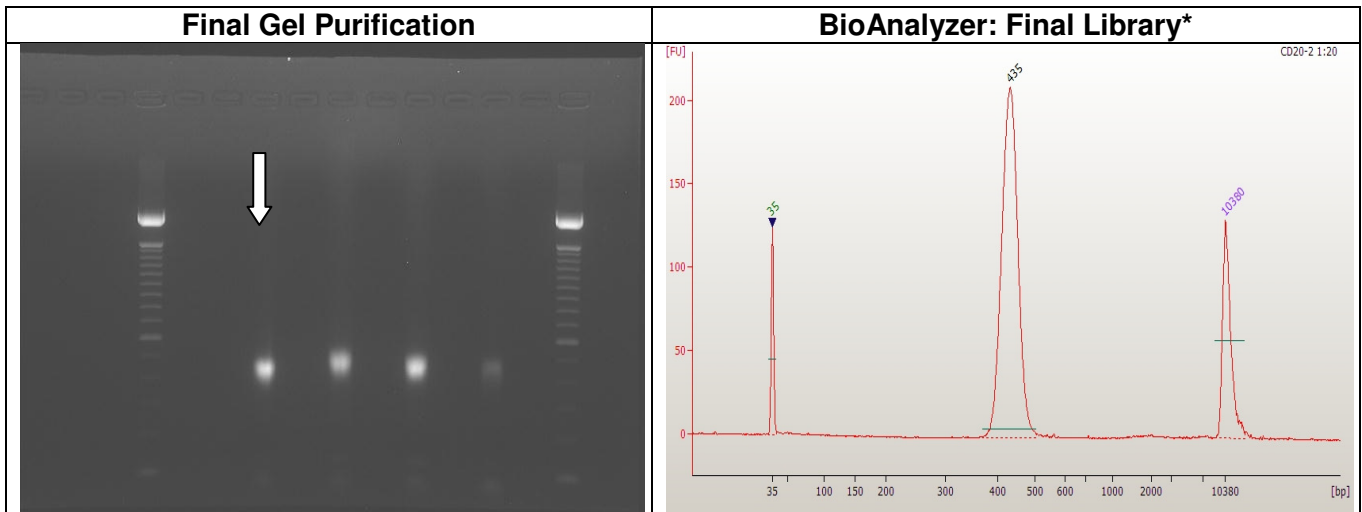 Final Gel Purification
BioAnalyzer: Final Library*
[FU]
CD20-2 1:20
435
200
150
35
10380
100
50
0
35 100 150 200 300 400 500 600 1000 2000 10380 [bp]